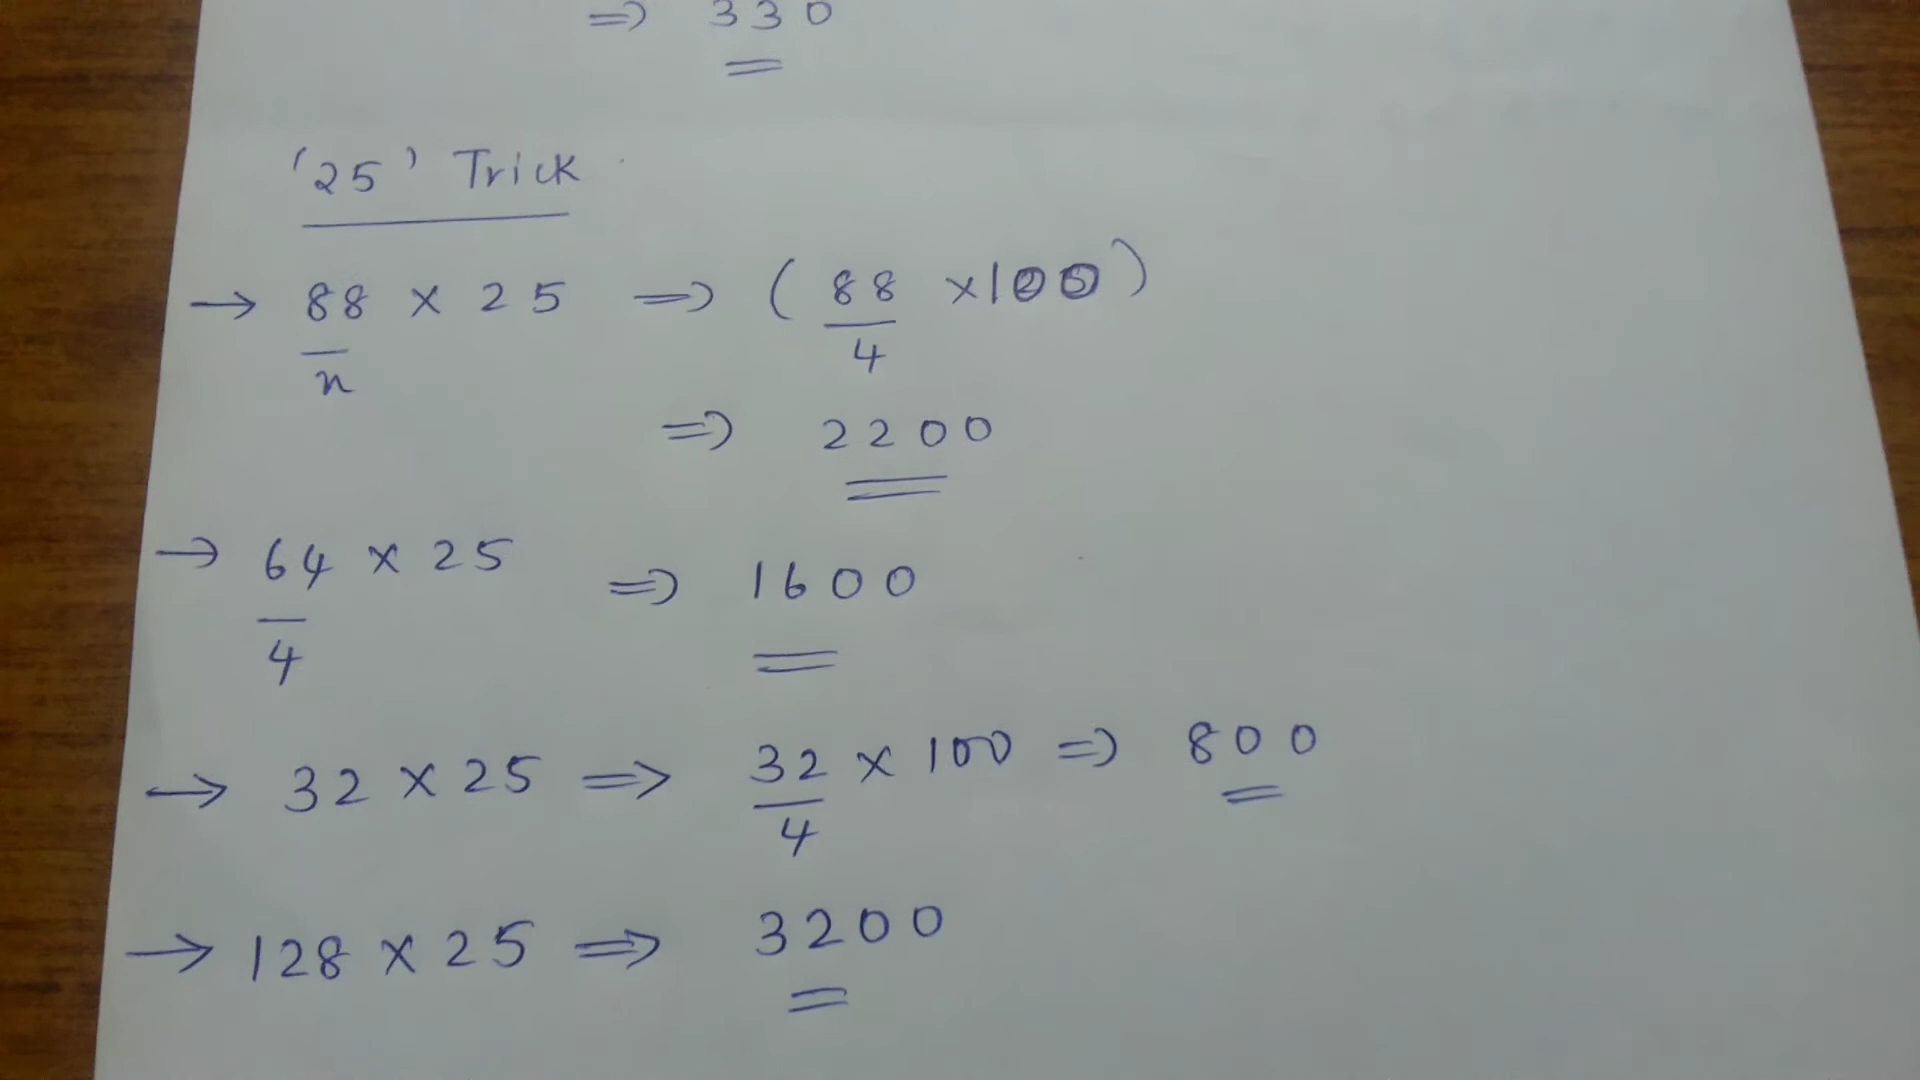 ⇒ 330
'25' Trick
→ 88 × 25 ⇒ ( 88 × 100 )
n 4
⇒ 2200
→ 64 × 25 ⇒ 1600
4
→ 32 × 25 ⇒ 32 × 100 ⇒ 800
4
→ 128 × 25 ⇒ 3200